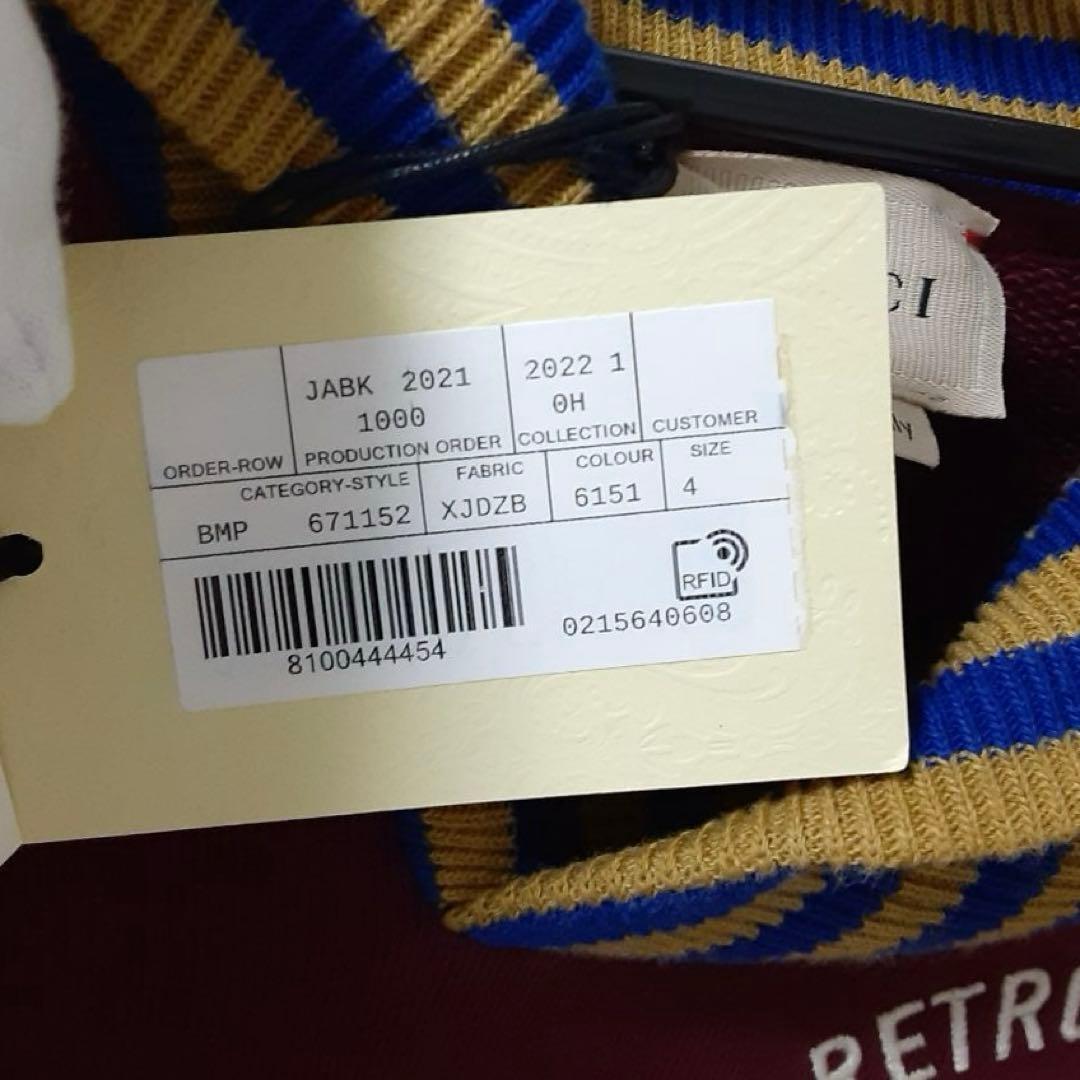 JABK 2021
1000
2022 1
0H
ORDER-ROW
PRODUCTION ORDER
COLLECTION
CUSTOMER
CATEGORY-STYLE
FABRIC
COLOUR
SIZE
BMP 671152
XJDZB
6151
4
RFID
8100444454
0215640608
CI
RETRO